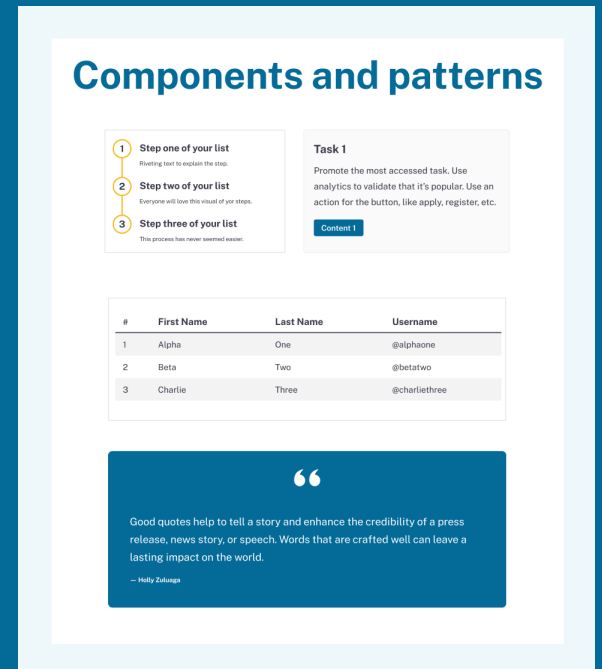 Components and patterns
1
Step one of your list
Riveting text to explain the step.
2
Step two of your list
Everyone will love this visual of yor steps.
3
Step three of your list
This process has never seemed easier.
Task 1
Promote the most accessed task. Use
analytics to validate that it's popular. Use an
action for the button, like apply, register, etc.
Content 1
# First Name Last Name Username
1 Alpha One @alphaone
2 Beta Two @betatwo
3 Charlie Three @charliethree
“
Good quotes help to tell a story and enhance the credibility of a press
release, news story, or speech. Words that are crafted well can leave a
lasting impact on the world.
— Holly Zuluaga